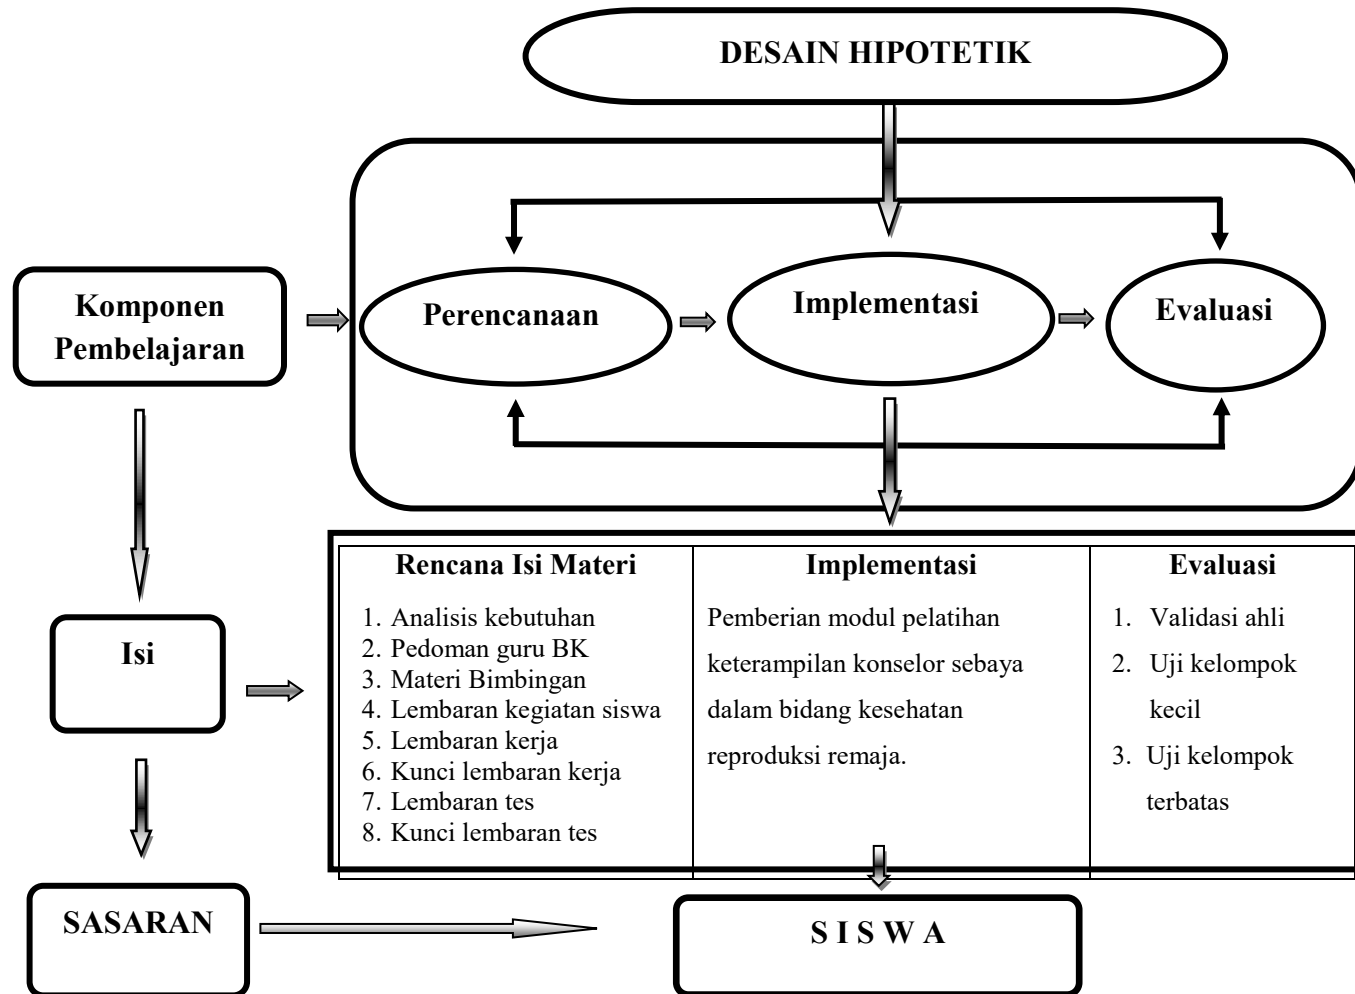 DESAIN HIPOTETIK
Komponen
Pembelajaran
Perencanaan
Implementasi
Evaluasi
Isi
Rencana Isi Materi
1. Analisis kebutuhan
2. Pedoman guru BK
3. Materi Bimbingan
4. Lembaran kegiatan siswa
5. Lembaran kerja
6. Kunci lembaran kerja
7. Lembaran tes
8. Kunci lembaran tes
Implementasi
Pemberian modul pelatihan
keterampilan konselor sebaya
dalam bidang kesehatan
reproduksi remaja.
Evaluasi
1. Validasi ahli
2. Uji kelompok
kecil
3. Uji kelompok
terbatas
SASARAN
S I S W A